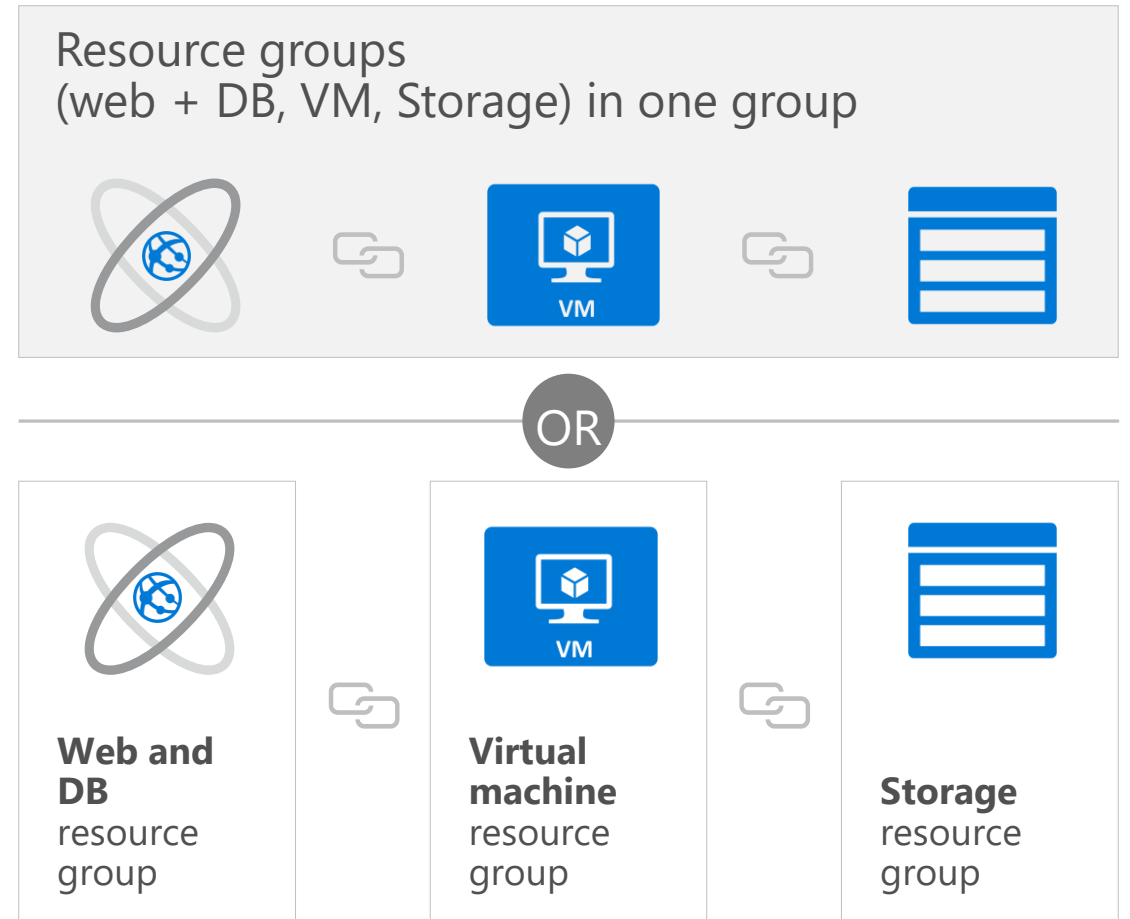 Resource groups
(web + DB, VM, Storage) in one group
VM
OR
VM
Web and
DB
resource
group
Virtual
machine
resource
group
Storage
resource
group